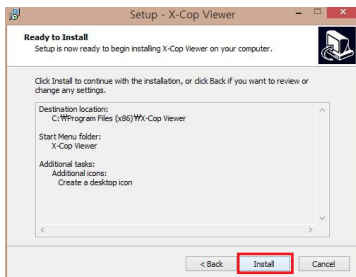 Setup - X-Cop Viewer
Ready to Install
Setup is now ready to begin installing X-Cop Viewer on your computer.
Click Install to continue with the installation, or click Back if you want to review or
change any settings.
Destination location:
C:₩Program Files (x86)₩X-Cop Viewer
Start Menu folder:
X-Cop Viewer
Additional tasks:
Additional icons:
Create a desktop icon
< Back Install Cancel